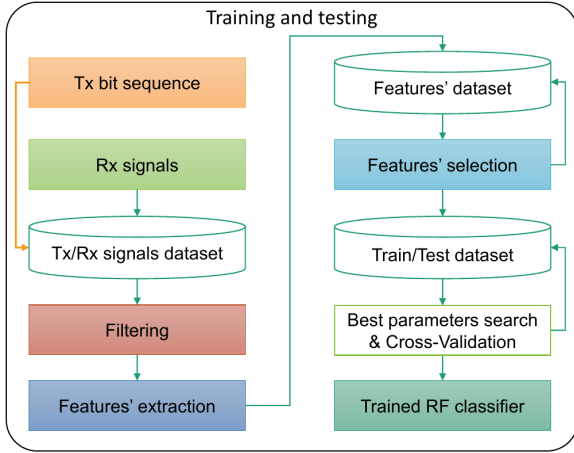 Training and testing
Tx bit sequence
Rx signals
Tx/Rx signals dataset
Filtering
Features’ extraction
Features’ dataset
Features’ selection
Train/Test dataset
Best parameters search
& Cross-Validation
Trained RF classifier